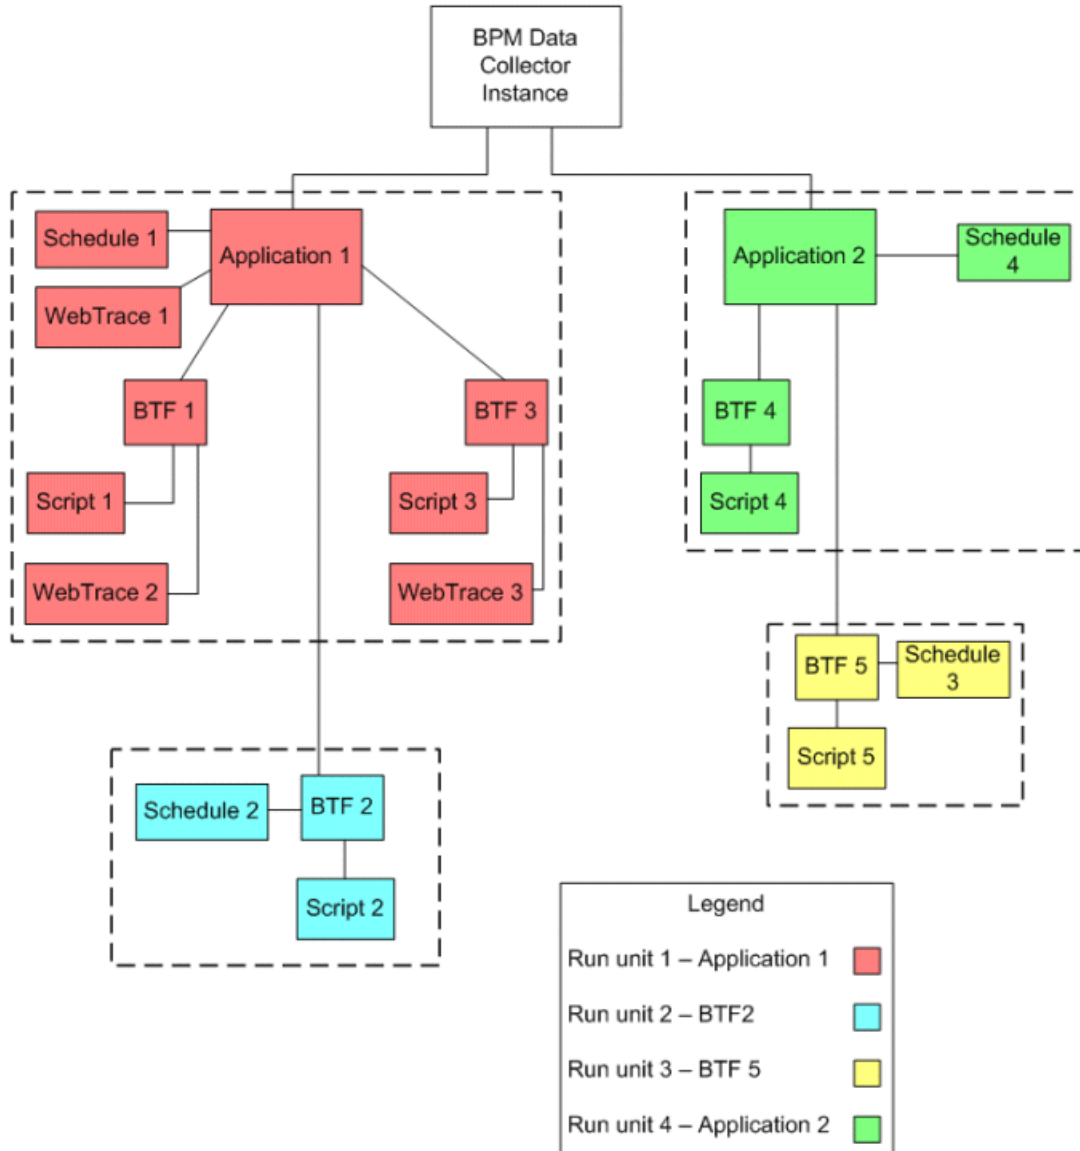 BPM Data
Collector
Instance
Schedule 1
Application 1
WebTrace 1
BTF 1
BTF 3
Script 1
Script 3
WebTrace 2
WebTrace 3
Application 2
Schedule
4
BTF 4
Script 4
BTF 5
Schedule
3
Script 5
Schedule 2
BTF 2
Script 2
Legend
Run unit 1 – Application 1
Run unit 2 – BTF2
Run unit 3 – BTF 5
Run unit 4 – Application 2